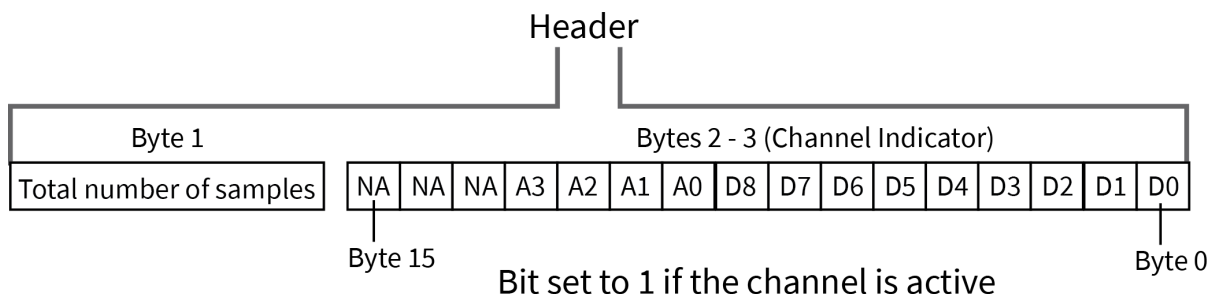 Header
Byte 1
Bytes 2 - 3 (Channel Indicator)
Total number of samples
NA NA NA A3 A2 A1 A0 D8 D7 D6 D5 D4 D3 D2 D1 D0
Byte 15
Byte 0
Bit set to 1 if the channel is active